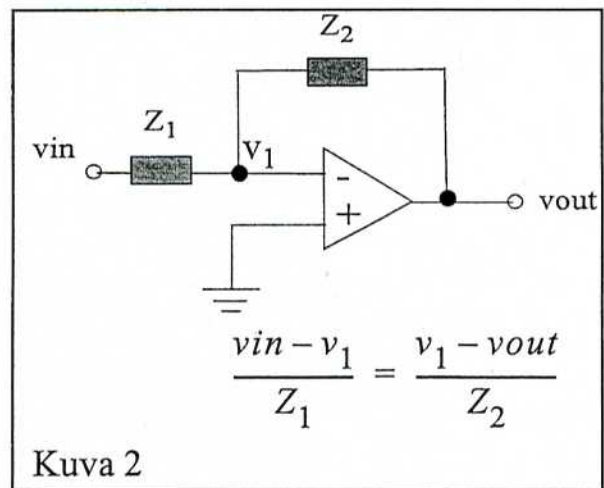 Z₂
Z₁
vin
v₁
-
+
vout
vin − v₁ / Z₁ = v₁ − vout / Z₂
Kuva 2